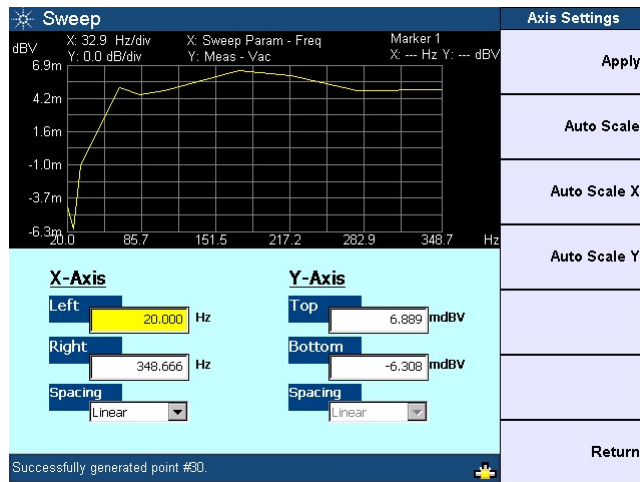 Sweep
Axis Settings
dBV
X: 32.9 Hz/div
X: Sweep Param - Freq
Marker 1
Y: 0.0 dB/div
Y: Meas - Vac
X: --- Hz Y: --- dBV
6.9m
4.2m
1.6m
-1.0m
-3.7m
-6.3m
20.0
85.7
151.5
217.2
282.9
348.7
Hz
Apply
Auto Scale
Auto Scale X
Auto Scale Y
Return
X-Axis
Left
20.000 Hz
Right
348.666 Hz
Spacing
Linear
Y-Axis
Top
6.889 mdBV
Bottom
-6.308 mdBV
Spacing
Linear
Successfully generated point #30.